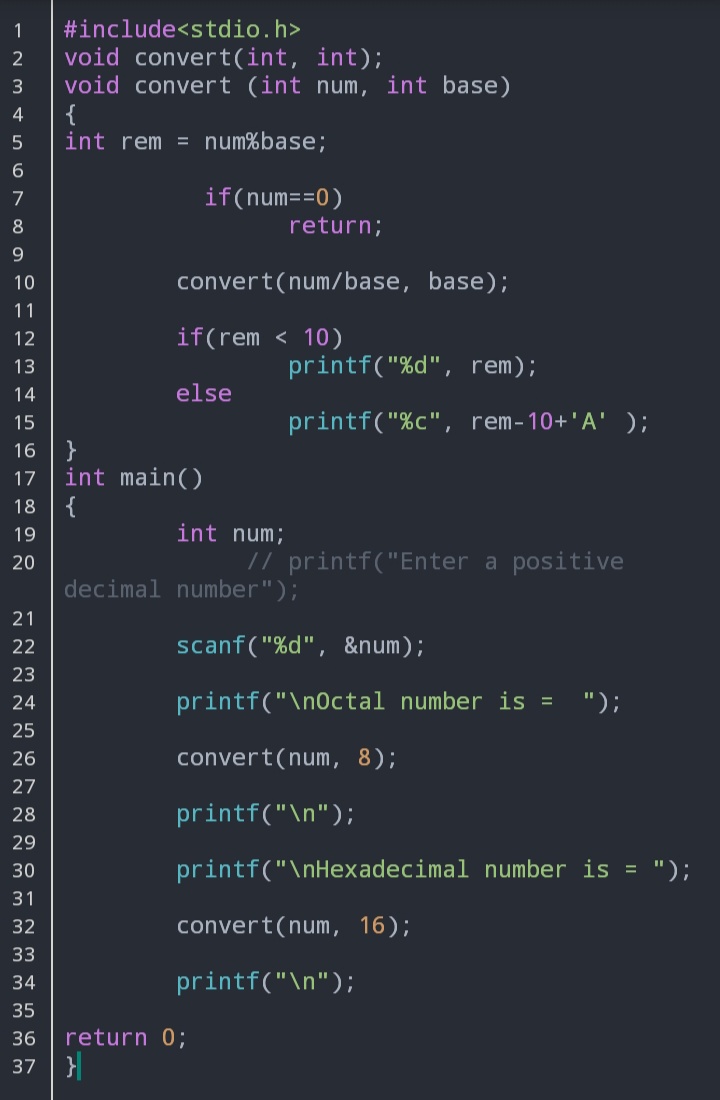 1 #include<stdio.h>
2 void convert(int, int);
3 void convert (int num, int base)
4 {
5 int rem = num%base;
6
7 if(num==0)
8 return;
9
10 convert(num/base, base);
11
12 if(rem < 10)
13 printf("%d", rem);
14 else
15 printf("%c", rem-10+'A' );
16 }
17 int main()
18 {
19 int num;
20 // printf("Enter a positive
decimal number");
21
22 scanf("%d", &num);
23
24 printf("\nOctal number is =  ");
25
26 convert(num, 8);
27
28 printf("\n");
29
30 printf("\nHexadecimal number is = ");
31
32 convert(num, 16);
33
34 printf("\n");
35
36 return 0;
37 }